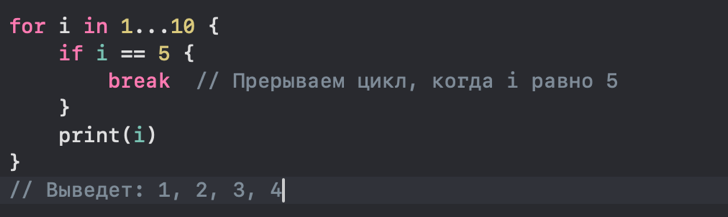 for i in 1...10 {
    if i == 5 {
        break  // Прерываем цикл, когда i равно 5
    }
    print(i)
}
// Выведет: 1, 2, 3, 4